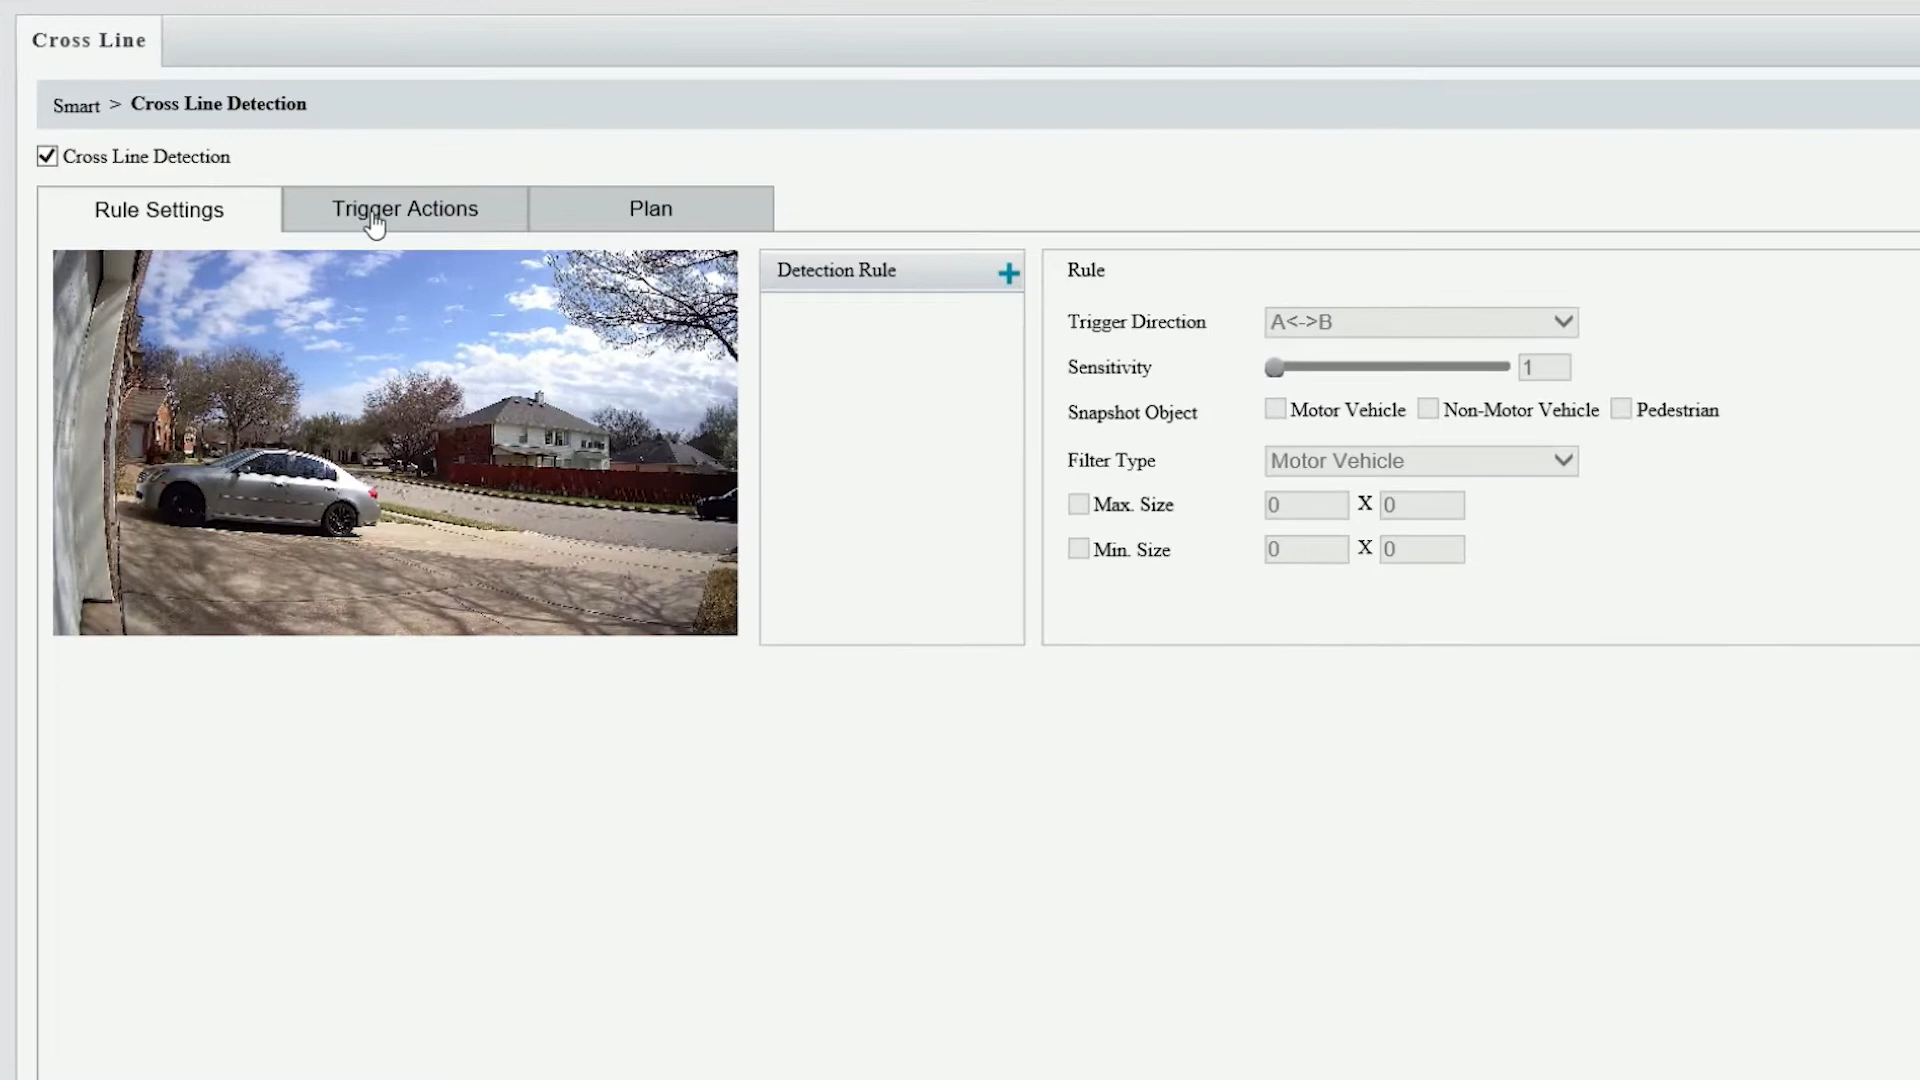 Cross Line
Smart > Cross Line Detection
Cross Line Detection
Rule Settings
Trigger Actions
Plan
Detection Rule
Rule
Trigger Direction A<->B
Sensitivity 1
Snapshot Object Motor Vehicle Non-Motor Vehicle Pedestrian
Filter Type Motor Vehicle
Max. Size 0 X 0
Min. Size 0 X 0